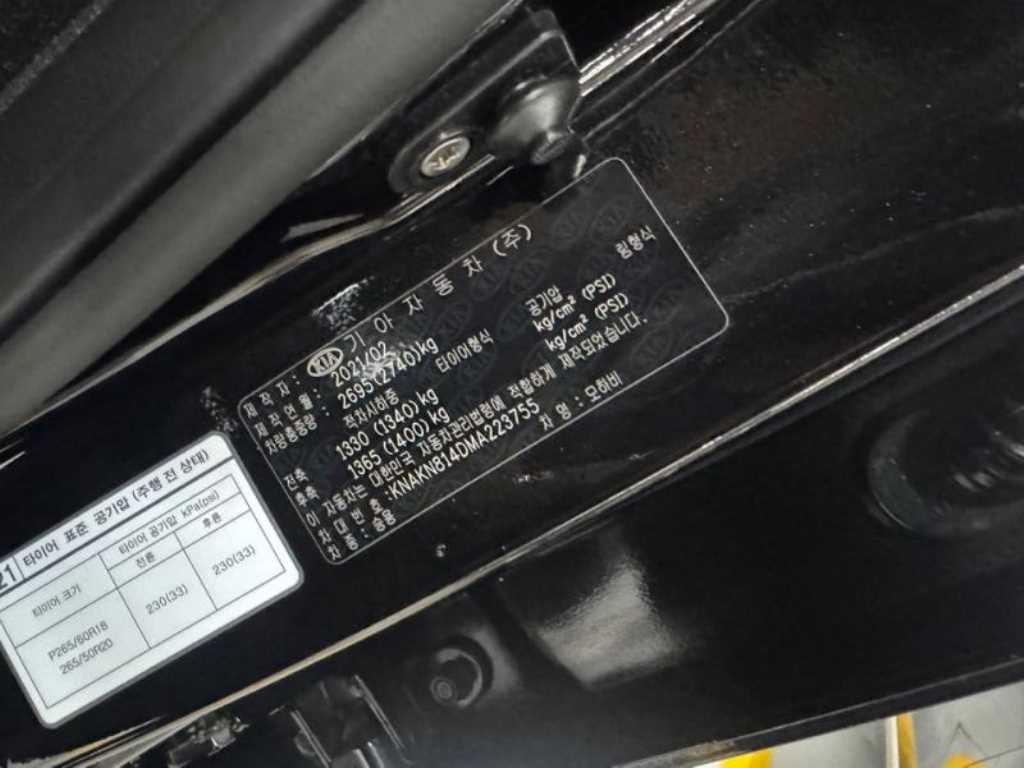 제 작 자 : KIA 기 아 자 동 차 (주)
제 작 연 월 : 2021/02
차량총중량 : 2695(2740)kg
적차시하중 타이어형식 공기압 림형식
전축 1330 (1340) kg kg/cm² (PSI)
후축 1365 (1400) kg kg/cm² (PSI)
이 자동차는 대한민국 자동차관리법령에 적합하게 제작되었습니다.
차 대 번 호 : KNAKN814DMA223755
차 종 : 승용 차 명 : 모하비
21 타이어 표준 공기압 (주행 전 상태)
타이어 크기 타이어 공기압 kPa(psi)
전륜 후륜
P265/60R18
265/50R20
230(33) 230(33)